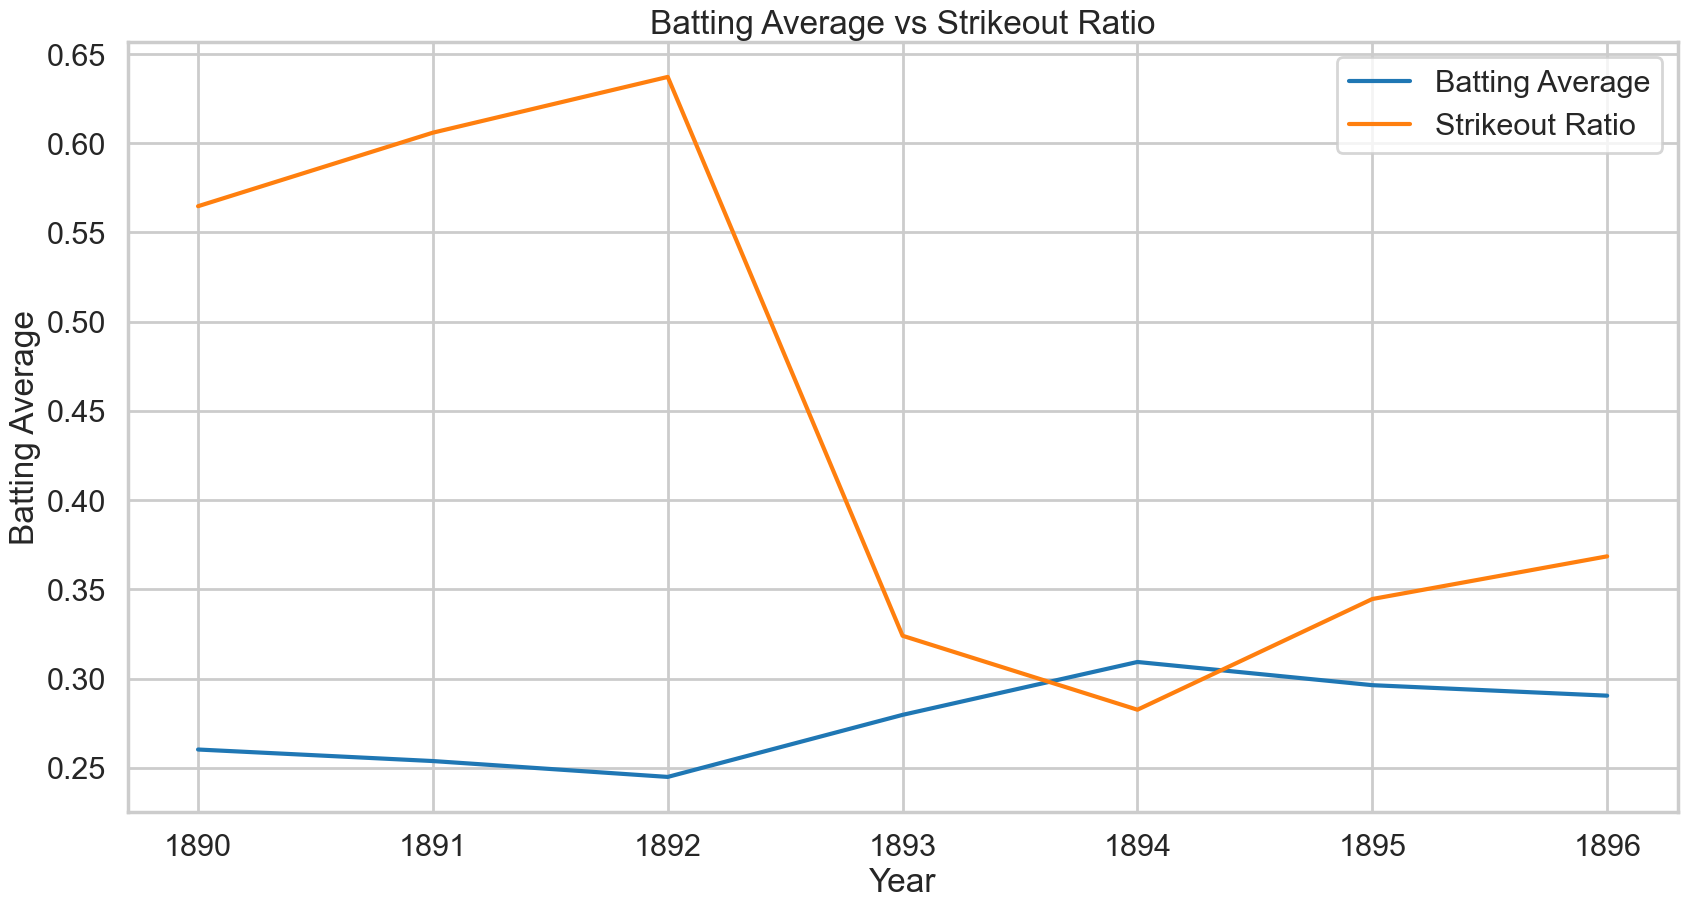 Batting Average vs Strikeout Ratio
0.65
0.60
0.55
0.50
0.45
0.40
0.35
0.30
0.25
Batting Average
Batting Average
Strikeout Ratio
1890 1891 1892 1893 1894 1895 1896
Year